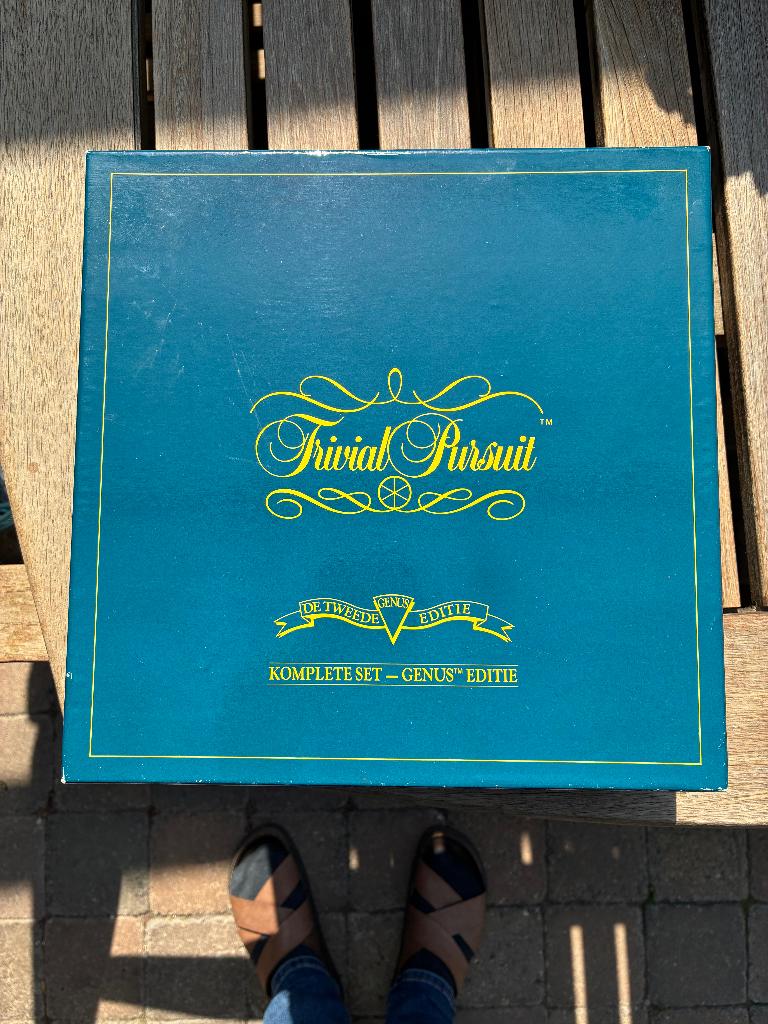 Trivial Pursuit™
DE TWEEDE GENUS EDITIE
KOMPLETE SET – GENUS™ EDITIE